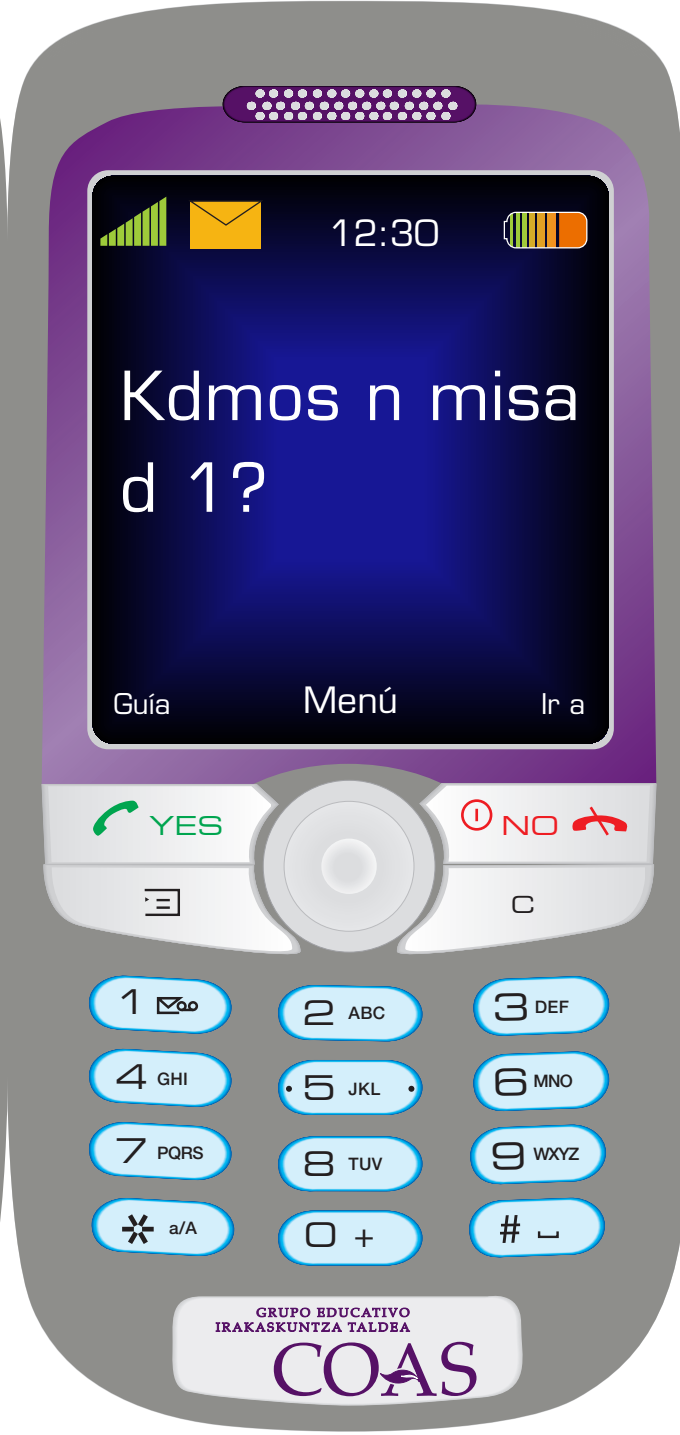 12:30
Kdmos n misa
d 1?
Guía Menú Ir a
YES NO
C
1 2 ABC 3 DEF
4 GHI 5 JKL 6 MNO
7 PQRS 8 TUV 9 WXYZ
* a/A 0 + #
GRUPO EDUCATIVO
IRAKASKUNTZA TALDEA
COAS